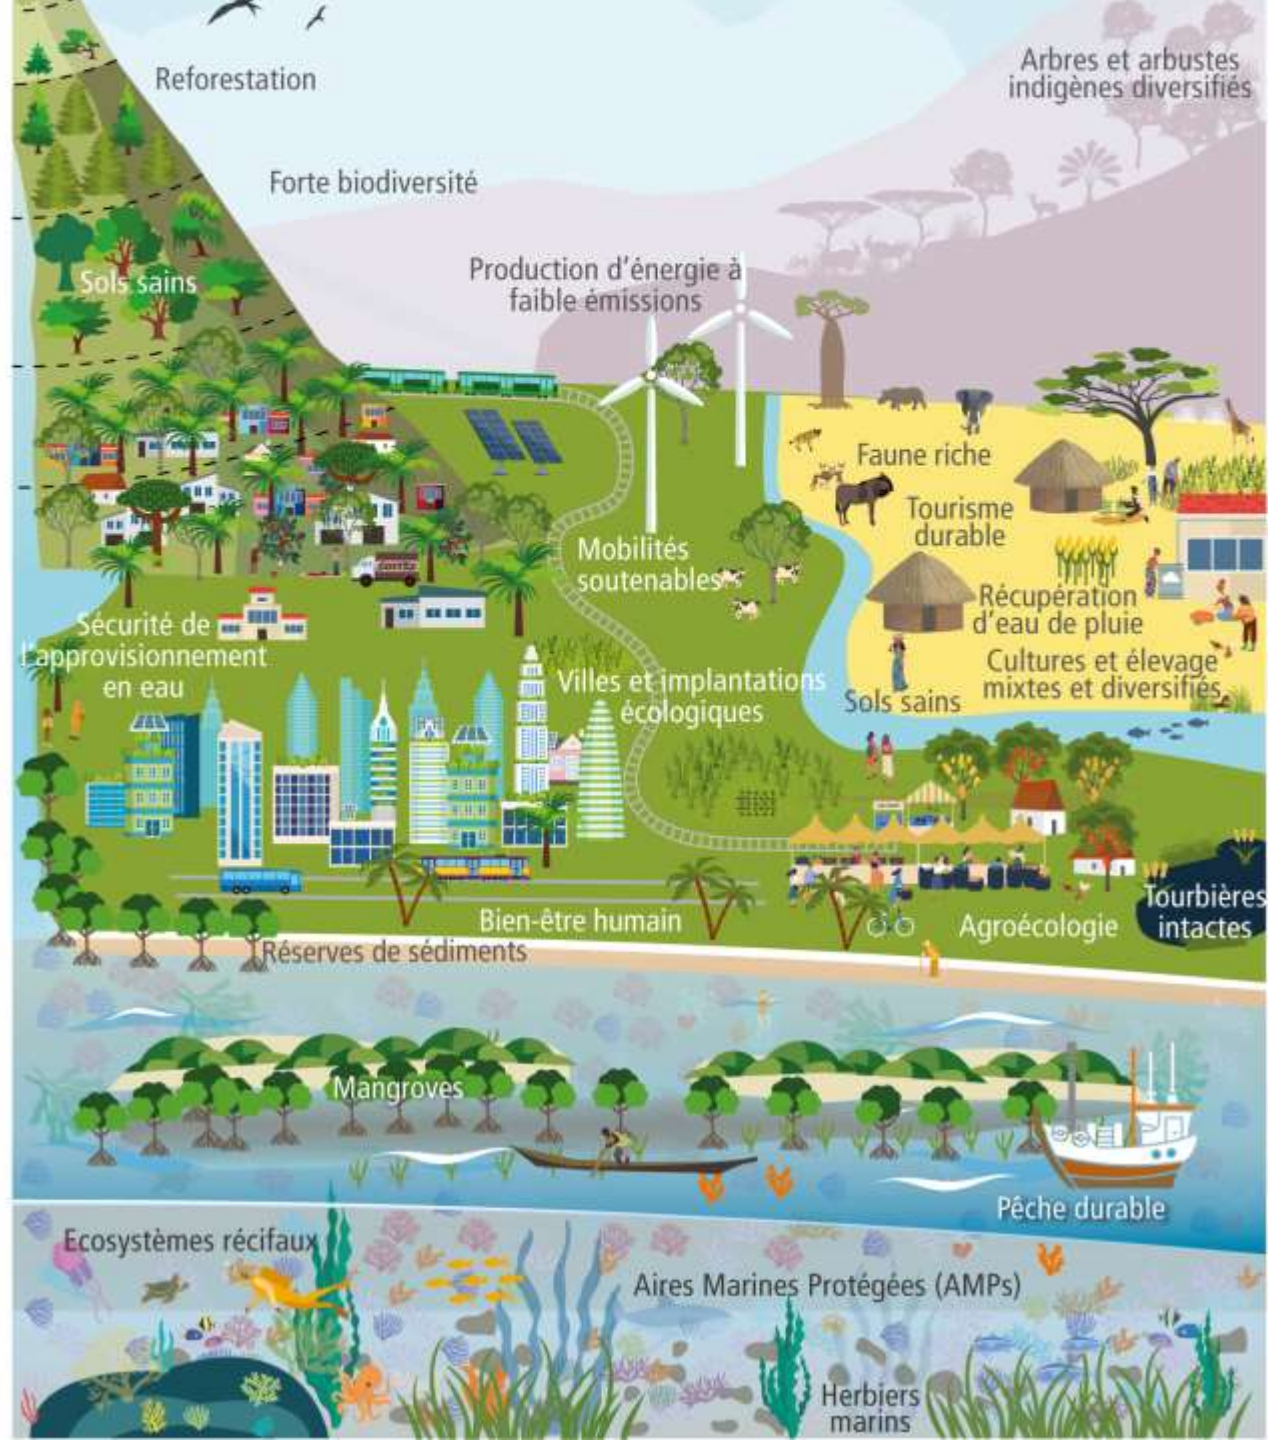 Reforestation
Arbres et arbustes
indigènes diversifiés
Forte biodiversité
Production d'énergie à
faible émissions
Sols sains
Faune riche
Tourisme
durable
Mobilités
soutenables
Récupération
d'eau de pluie
Sécurité de
l'approvisionnement
en eau
Cultures et élevage
mixtes et diversifiés
Villes et implantations
écologiques
Sols sains
Tourbières
intactes
Bien-être humain
Agroécologie
Réserves de sédiments
Mangroves
Pêche durable
Ecosystèmes récifaux
Aires Marines Protégées (AMPs)
Herbiers
marins